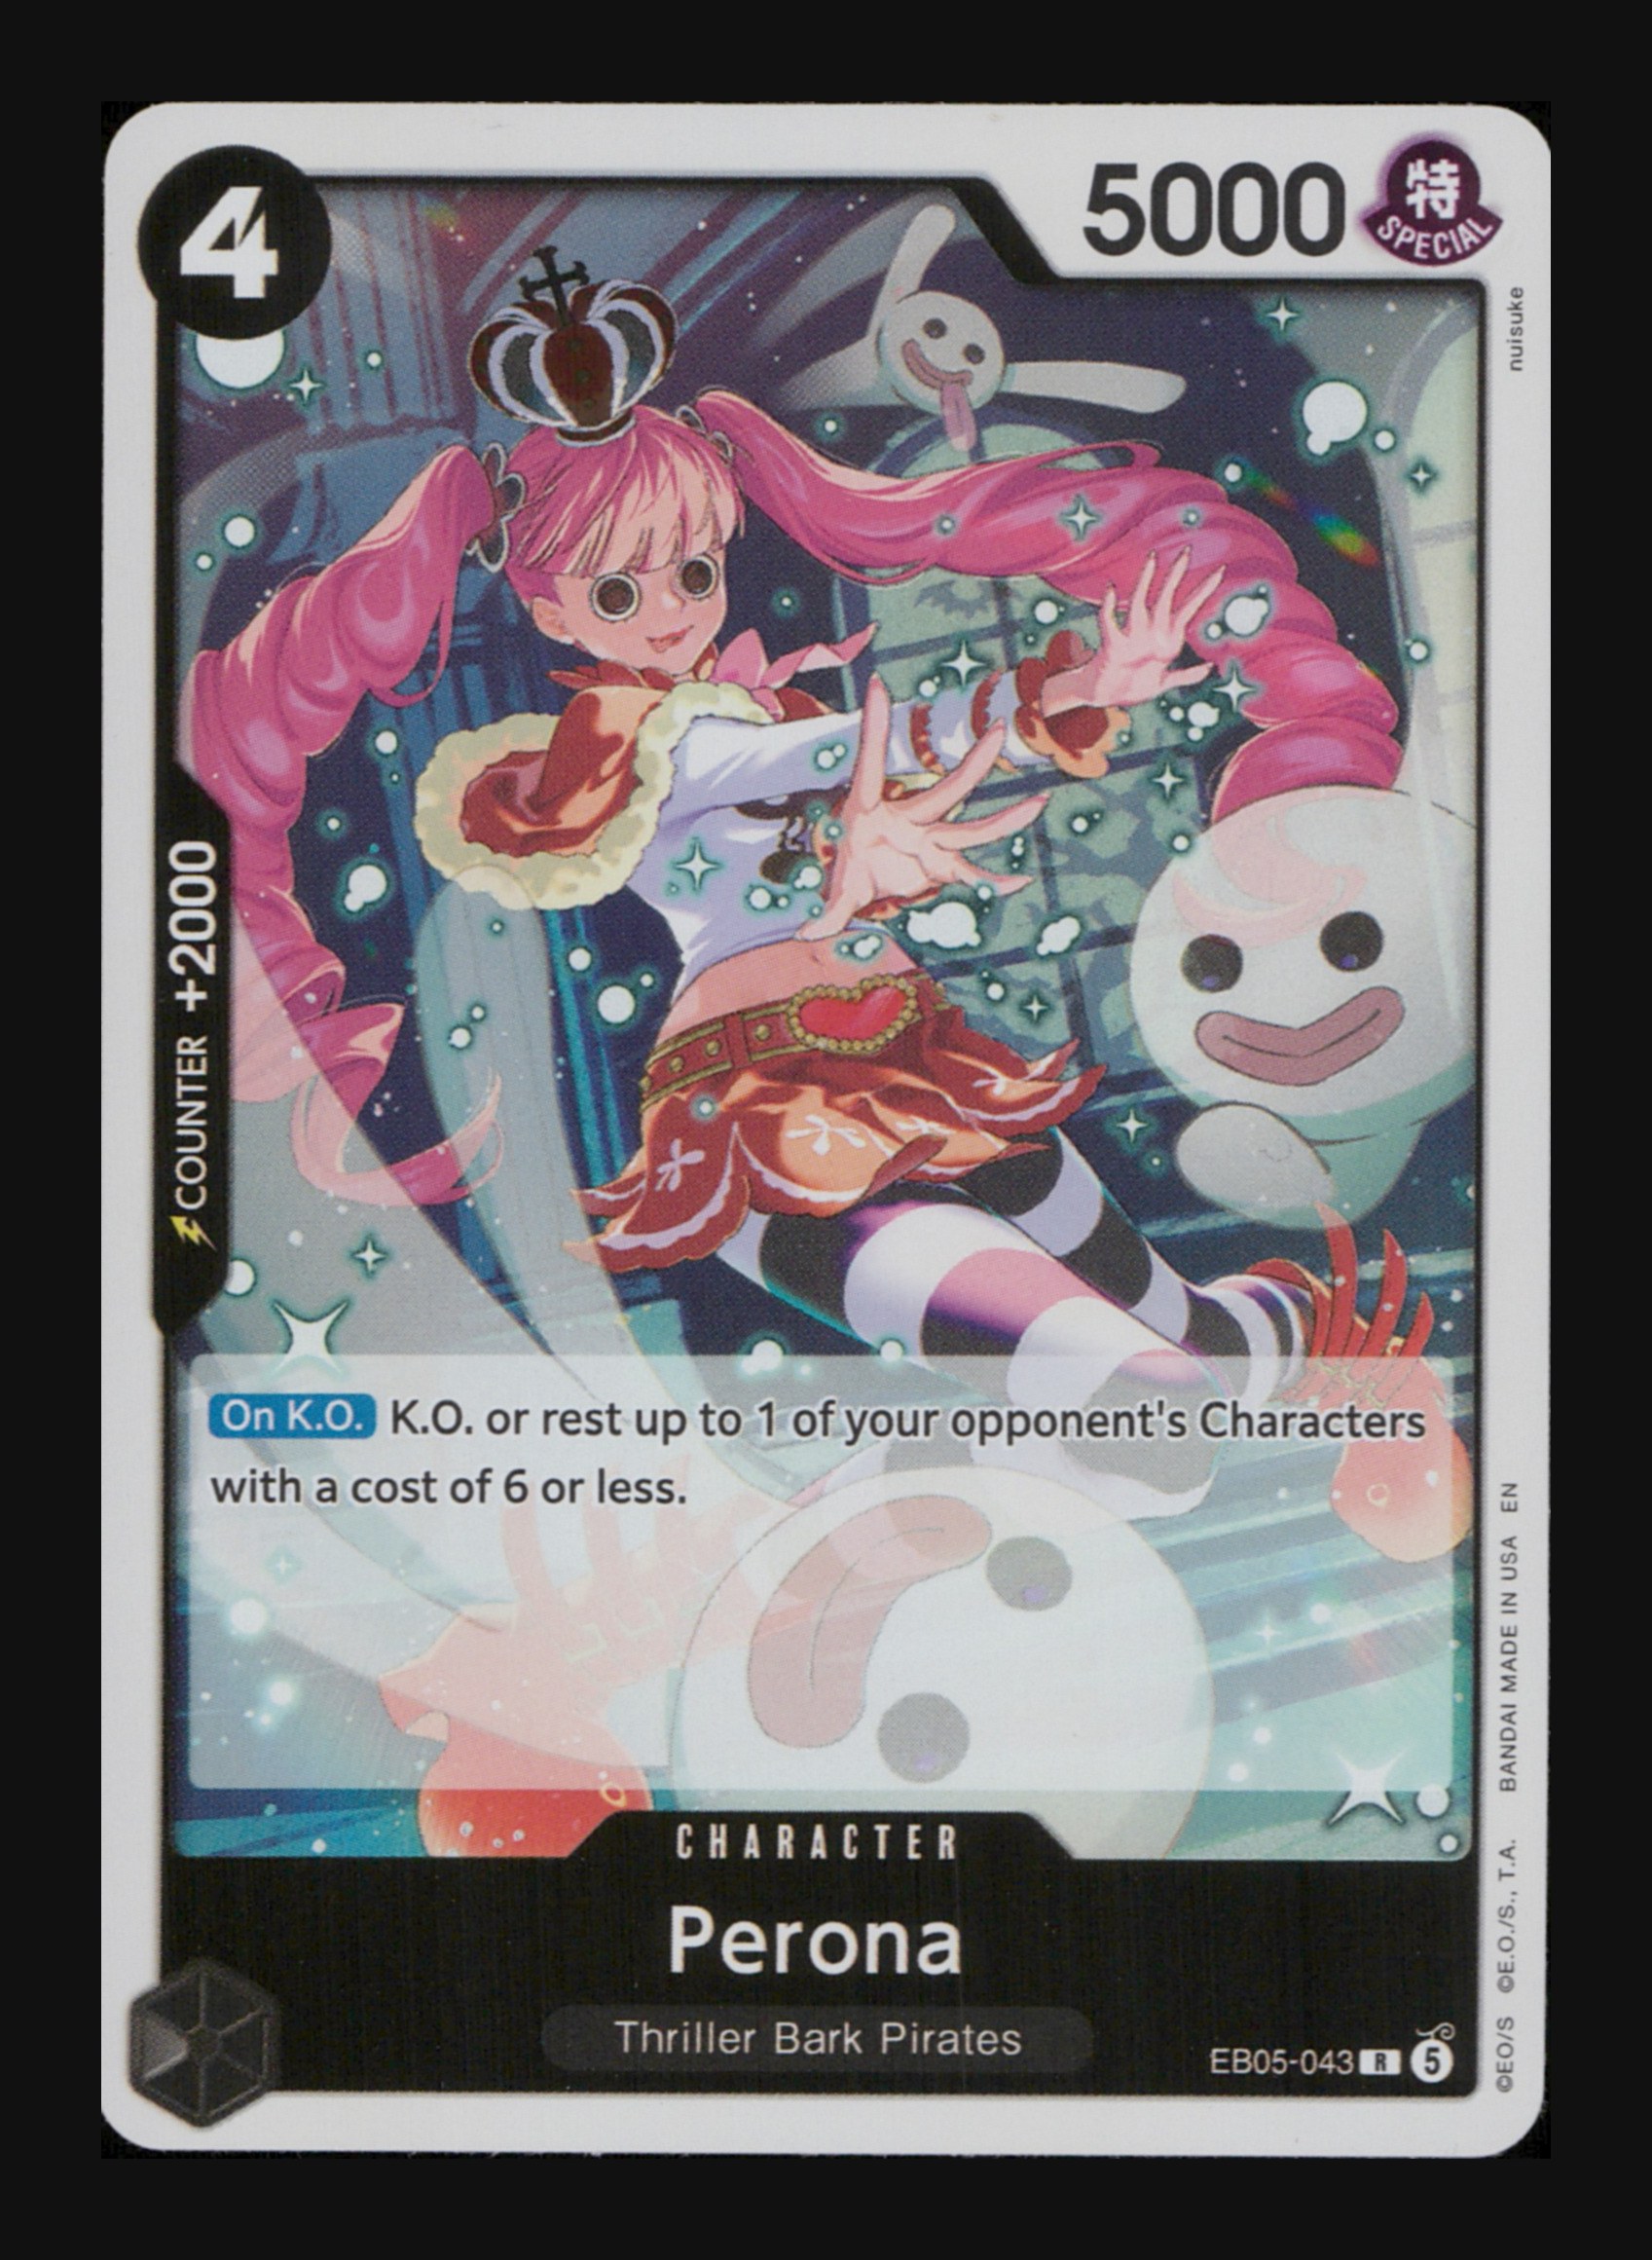 4
5000
特
SPECIAL
nuisuke
COUNTER +2000
On K.O. K.O. or rest up to 1 of your opponent's Characters
with a cost of 6 or less.
CHARACTER
Perona
Thriller Bark Pirates
EB05-043 R 5
©EO/S ©E.O./S., T.A. BANDAI MADE IN USA EN